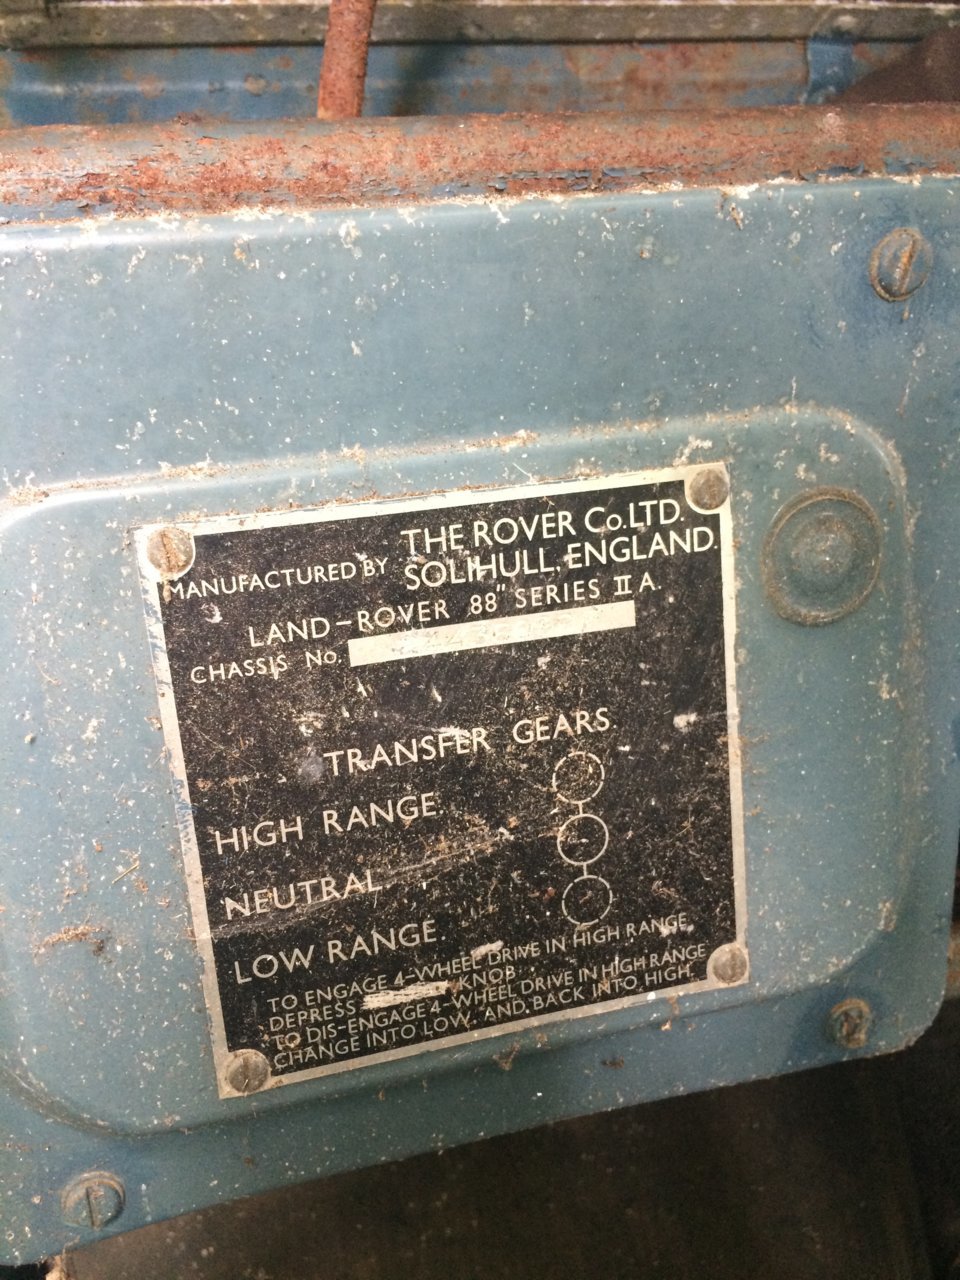 MANUFACTURED BY THE ROVER Co. LTD.
SOLIHULL. ENGLAND.
LAND-ROVER 88" SERIES II A.
CHASSIS No.
TRANSFER GEARS.
HIGH RANGE.
NEUTRAL
LOW RANGE.
TO ENGAGE 4-WHEEL DRIVE IN HIGH RANGE
DEPRESS KNOB.
TO DIS-ENGAGE 4-WHEEL DRIVE IN HIGH RANGE
CHANGE INTO LOW. AND BACK INTO HIGH.